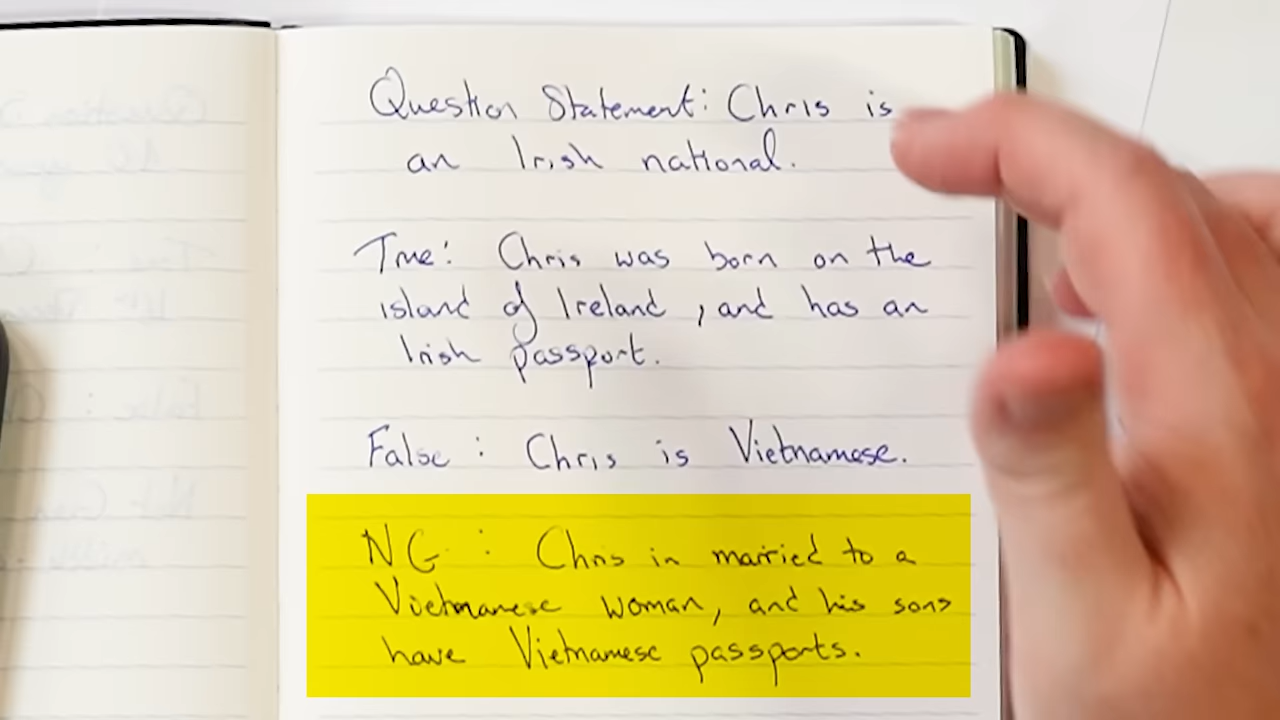 Question Statement: Chris is
an Irish national.
True: Chris was born on the
island of Ireland, and has an
Irish passport.
False: Chris is Vietnamese.
NG: Chris in married to a
Vietnamese woman, and his sons
have Vietnamese passports.